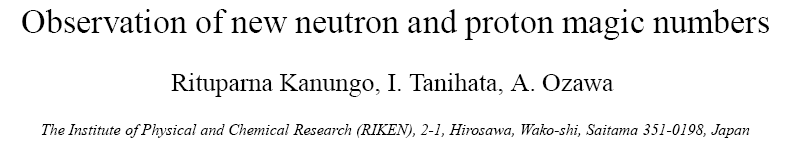 Observation of new neutron and proton magic numbers
Rituparna Kanungo, I. Tanihata, A. Ozawa
The Institute of Physical and Chemical Research (RIKEN), 2-1, Hirosawa, Wako-shi, Saitama 351-0198, Japan